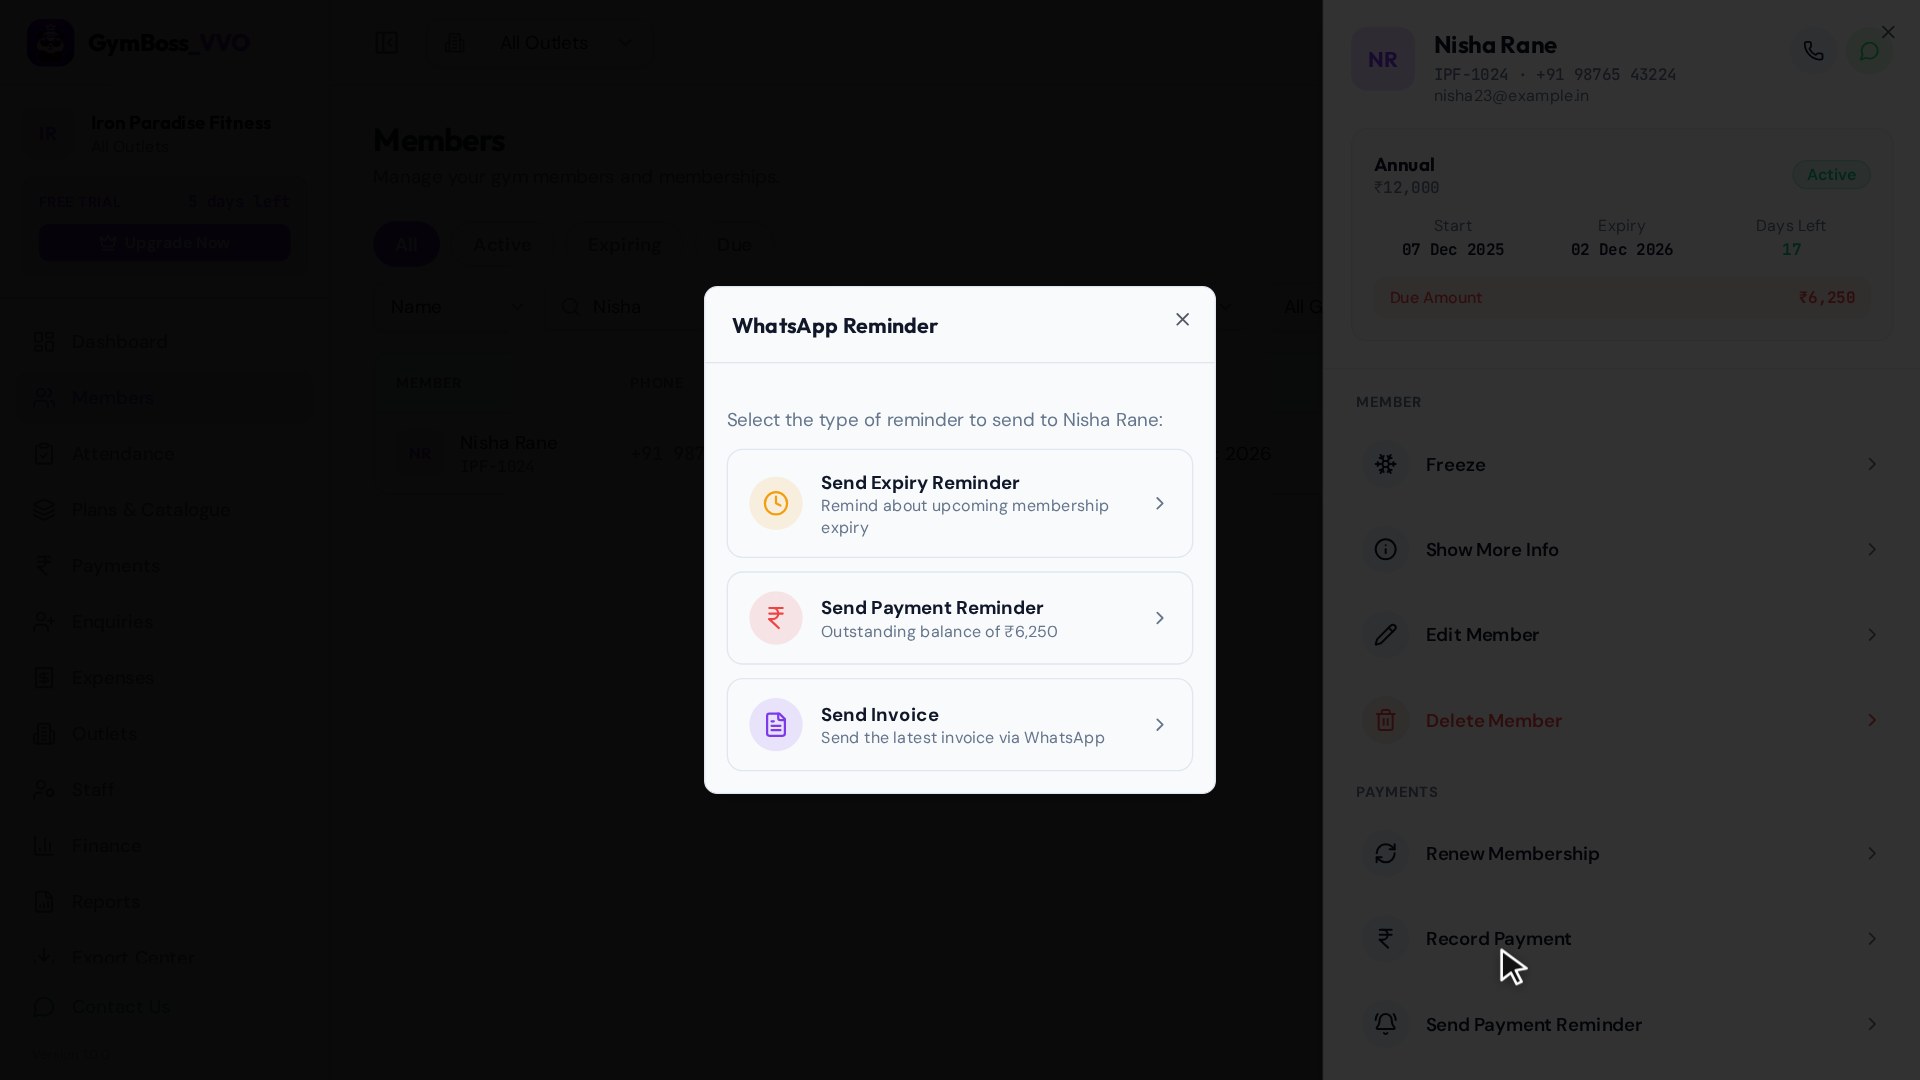 GymBoss_VVO
All Outlets
IR
Iron Paradise Fitness
All Outlets
FREE TRIAL
5 days left
Upgrade Now
Dashboard
Members
Attendance
Plans & Catalogue
Payments
Enquiries
Expenses
Outlets
Staff
Finance
Reports
Export Center
Contact Us
Members
Manage your gym members and memberships.
All
Active
Expiring
Due
Name
Nisha
All G
MEMBER
PHONE
NR
Nisha Rane
IPF-1024
+91 987
2026
WhatsApp Reminder
Select the type of reminder to send to Nisha Rane:
Send Expiry Reminder
Remind about upcoming membership
expiry
Send Payment Reminder
Outstanding balance of ₹6,250
Send Invoice
Send the latest invoice via WhatsApp
NR
Nisha Rane
IPF-1024 · +91 98765 43224
nisha23@example.in
Annual
₹12,000
Active
Start
Expiry
Days Left
07 Dec 2025
02 Dec 2026
17
Due Amount
₹6,250
MEMBER
Freeze
Show More Info
Edit Member
Delete Member
PAYMENTS
Renew Membership
Record Payment
Send Payment Reminder